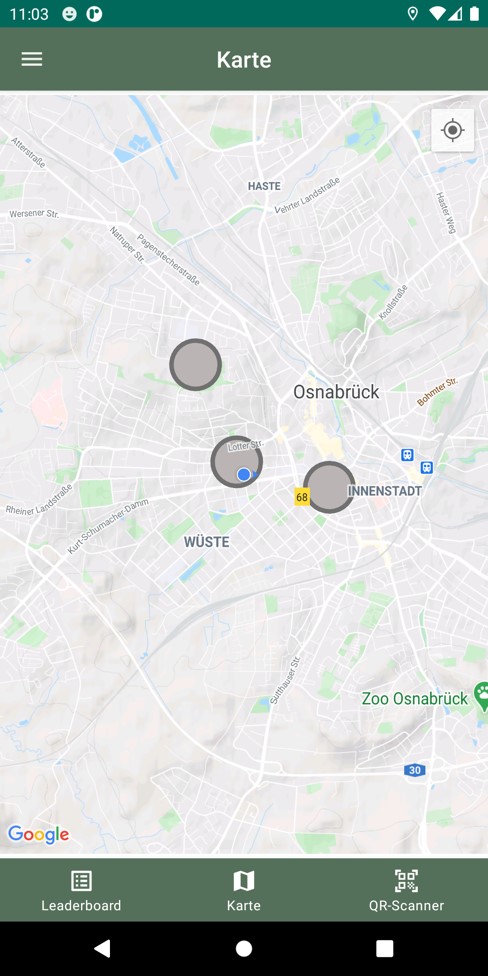 11:03
Karte
Atterstraße
HASTE
Vehrter Landstraße
Haster Weg
Wersener Str.
Natruper Str.
Pagenstecherstraße
Knollstraße
Osnabrück
Bohmter Str.
Lotter Str.
68
INNENSTADT
Rheiner Landstraße
Kurt-Schumacher-Damm
WÜSTE
Sutthauser Str.
Zoo Osnabrück
30
Google
Leaderboard
Karte
QR-Scanner